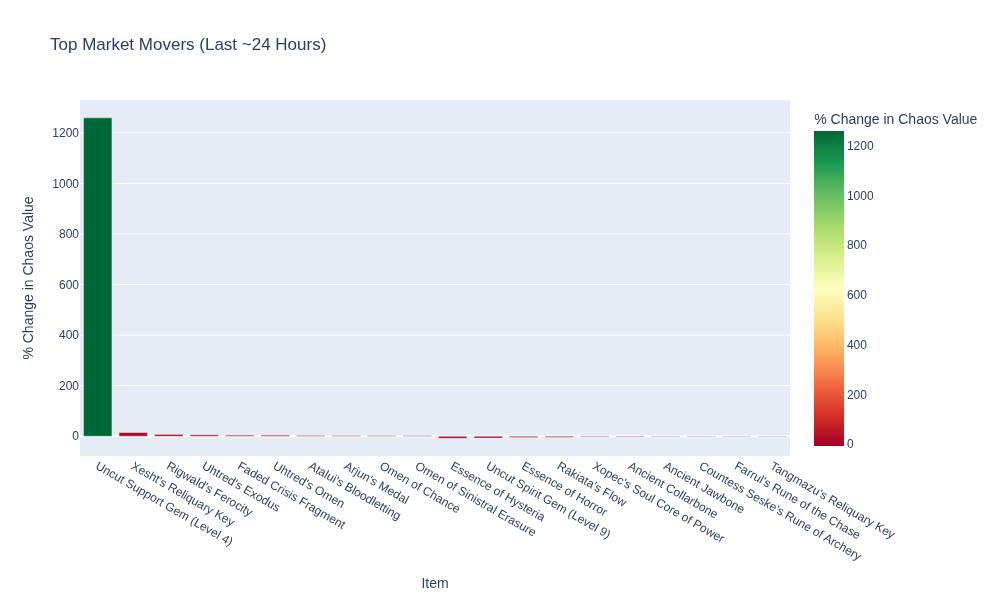 Top Market Movers (Last ~24 Hours)
% Change in Chaos Value
1200
1000
800
600
400
200
0
% Change in Chaos Value
1200
1000
800
600
400
200
0
Uncut Support Gem (Level 4)
Xesht's Reliquary Key
Rigwald's Ferocity
Uhtred's Exodus
Faded Crisis Fragment
Uhtred's Omen
Atalui's Bloodletting
Arjun's Medal
Omen of Chance
Omen of Sinistral Erasure
Essence of Hysteria
Uncut Spirit Gem (Level 9)
Essence of Horror
Rakiata's Flow
Xopec's Soul Core of Power
Ancient Collarbone
Ancient Jawbone
Countess Seske's Rune of Archery
Farrul's Rune of the Chase
Tangmazu's Reliquary Key
Item